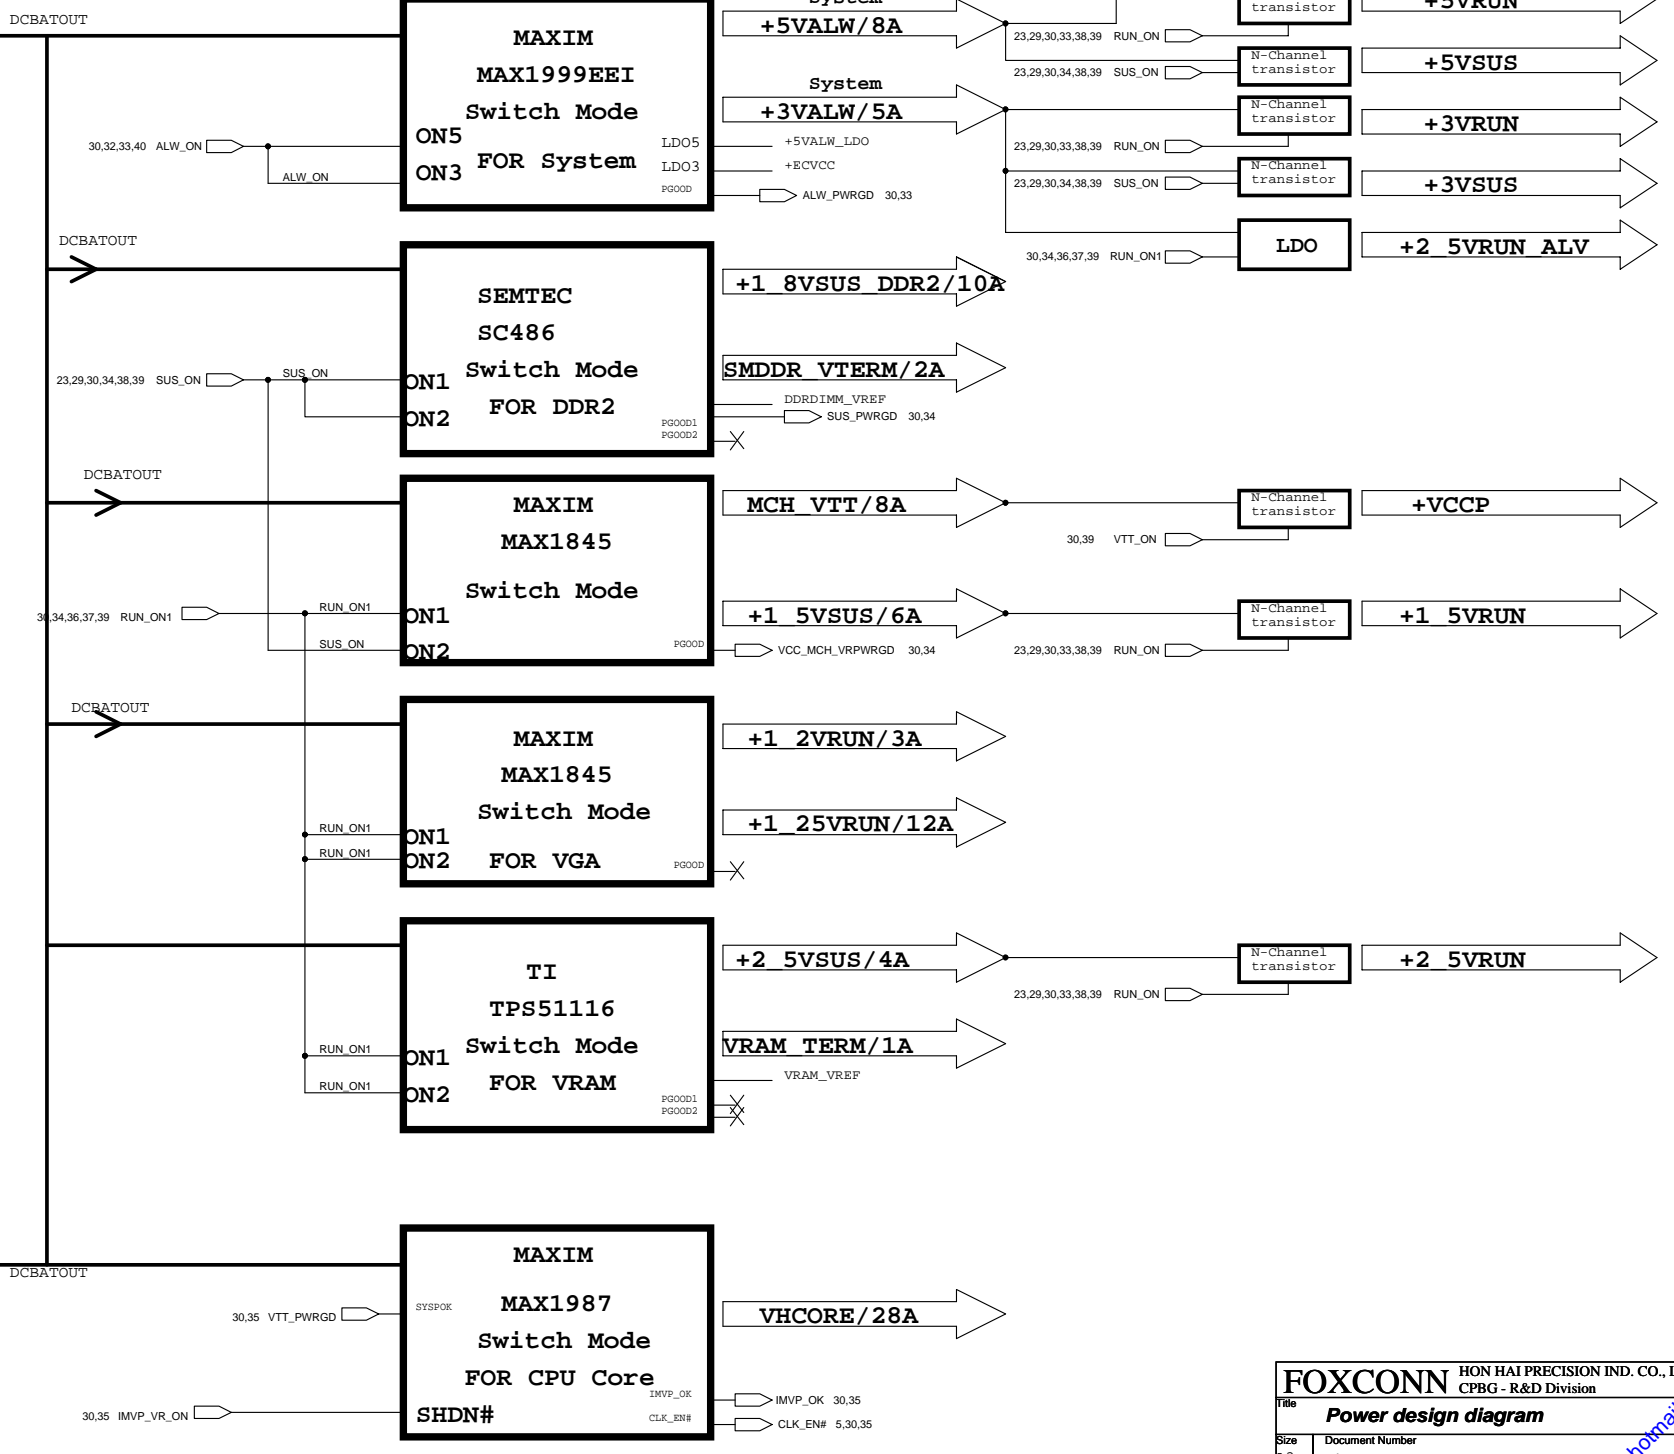 DCBATOUT
MAXIM
MAX1999EEI
Switch Mode
FOR System
ON5
ON3
LDO5
LDO3
PGOOD
30,32,33,40 ALW_ON
ALW_ON
System
+5VALW/8A
System
+3VALW/5A
+5VALW_LDO
+ECVCC
ALW_PWRGD 30,33
transistor
+5VRUN
23,29,30,33,38,39 RUN_ON
N-Channel
transistor
+5VSUS
23,29,30,34,38,39 SUS_ON
N-Channel
transistor
+3VRUN
23,29,30,33,38,39 RUN_ON
N-Channel
transistor
+3VSUS
23,29,30,34,38,39 SUS_ON
LDO
+2_5VRUN_ALV
30,34,36,37,39 RUN_ON1
DCBATOUT
SEMTEC
SC486
Switch Mode
FOR DDR2
ON1
ON2
PGOOD1
PGOOD2
23,29,30,34,38,39 SUS_ON
SUS_ON
+1_8VSUS_DDR2/10A
SMDDR_VTERM/2A
DDRDIMM_VREF
SUS_PWRGD 30,34
DCBATOUT
MAXIM
MAX1845
Switch Mode
ON1
ON2
PGOOD
30,34,36,37,39 RUN_ON1
RUN_ON1
SUS_ON
MCH_VTT/8A
+1_5VSUS/6A
VCC_MCH_VRPWRGD 30,34
N-Channel
transistor
+VCCP
30,39 VTT_ON
N-Channel
transistor
+1_5VRUN
23,29,30,33,38,39 RUN_ON
DCBATOUT
MAXIM
MAX1845
Switch Mode
FOR VGA
ON1
ON2
PGOOD
RUN_ON1
RUN_ON1
+1_2VRUN/3A
+1_25VRUN/12A
TI
TPS51116
Switch Mode
FOR VRAM
ON1
ON2
PGOOD1
PGOOD2
RUN_ON1
RUN_ON1
+2_5VSUS/4A
VRAM_TERM/1A
VRAM_VREF
N-Channel
transistor
+2_5VRUN
23,29,30,33,38,39 RUN_ON
DCBATOUT
MAXIM
MAX1987
Switch Mode
FOR CPU Core
SYSPOK
SHDN#
IMVP_OK
CLK_EN#
30,35 VTT_PWRGD
30,35 IMVP_VR_ON
VHCORE/28A
IMVP_OK 30,35
CLK_EN# 5,30,35
FOXCONN
HON HAI PRECISION IND. CO.,
CPBG - R&D Division
Title
Power design diagram
Size
Document Number